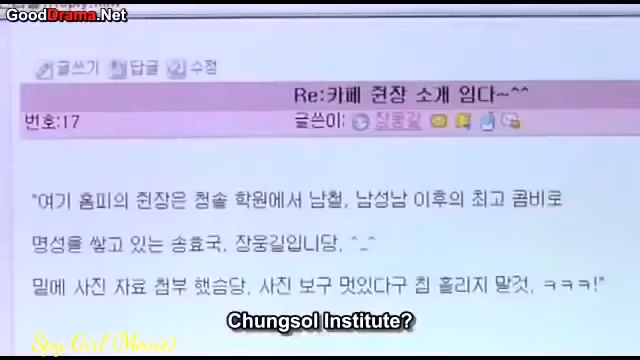 GoodDrama.Net
글쓰기 답글 수정
Re:카페 쥔장 소개 임다~^^
번호:17 글쓴이: 장웅길
"여기 홈피의 쥔장은 청솔 학원에서 남철, 남성남 이후의 최고 콤비로
명성을 쌓고 있는 송효국, 장웅길입니당, ^_^
밑에 사진 자료 첨부 했슴당, 사진 보구 멋있다구 침 흘리지 말것, ㅋㅋㅋ!"
Chungsol Institute?
Spy Girl (Movie)